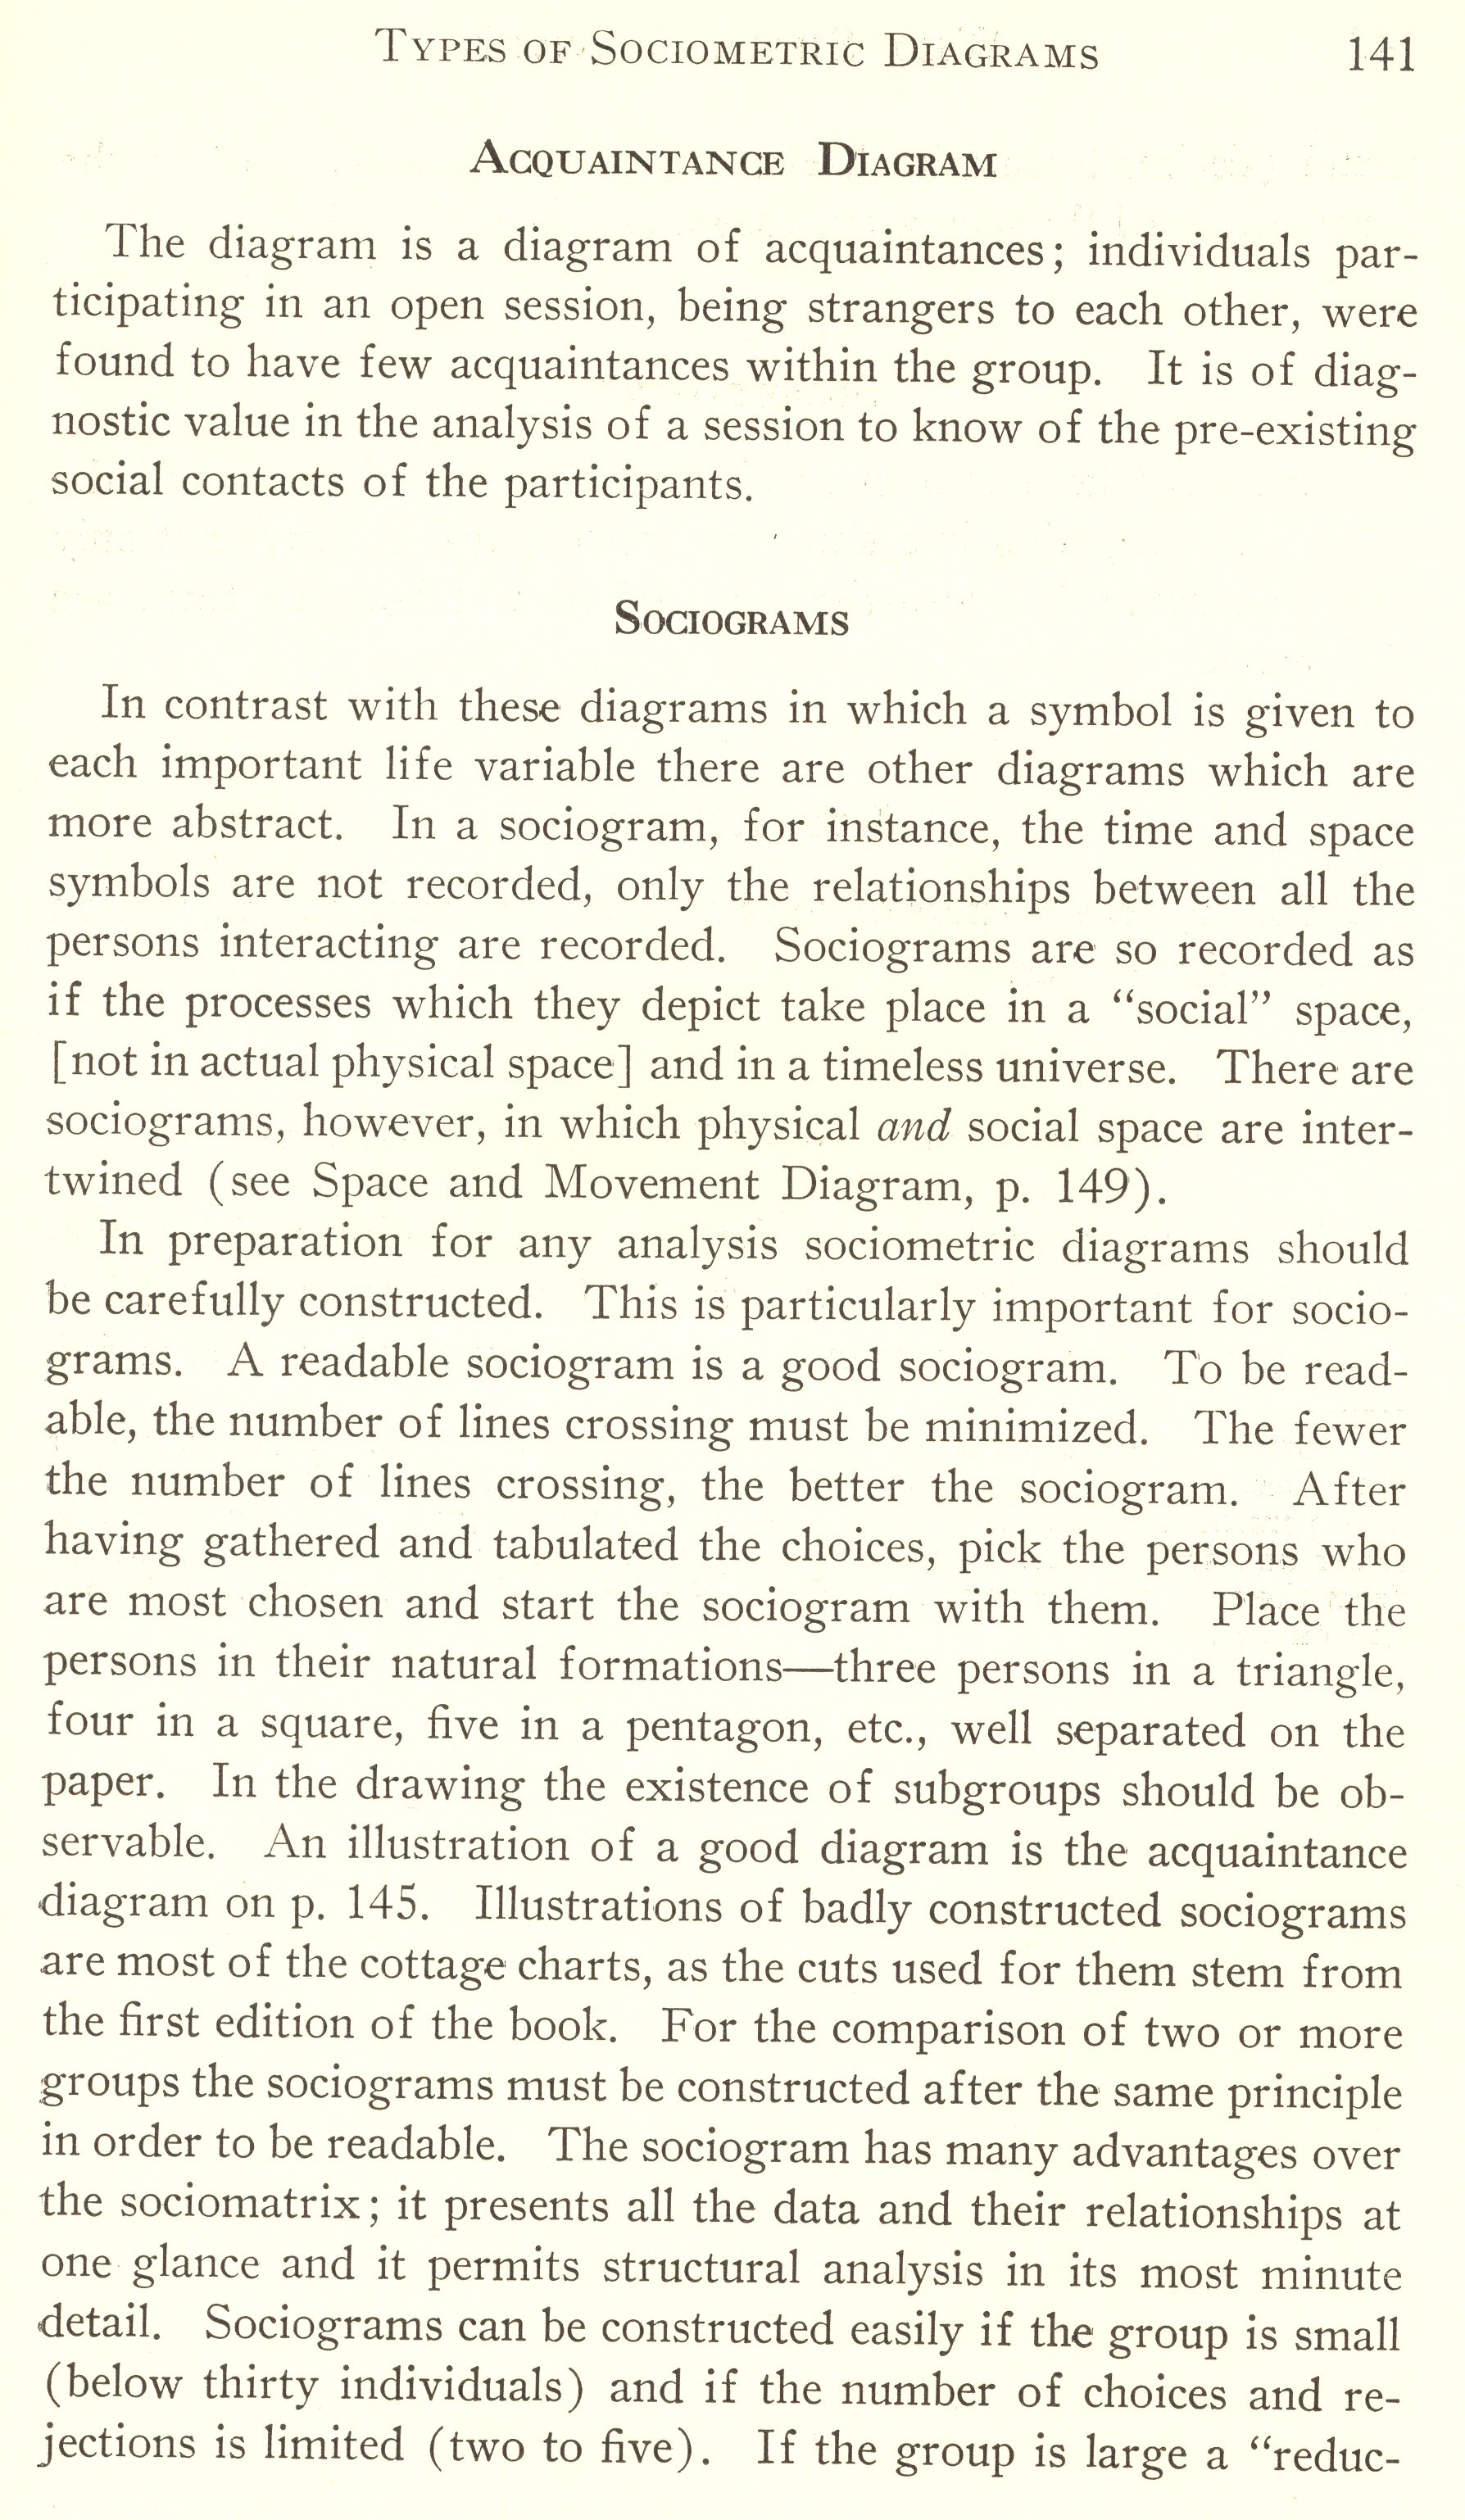 Types of Sociometric Diagrams 141
Acquaintance Diagram
The diagram is a diagram of acquaintances; individuals par-
ticipating in an open session, being strangers to each other, were
found to have few acquaintances within the group. It is of diag-
nostic value in the analysis of a session to know of the pre-existing
social contacts of the participants.
Sociograms
In contrast with these diagrams in which a symbol is given to
each important life variable there are other diagrams which are
more abstract. In a sociogram, for instance, the time and space
symbols are not recorded, only the relationships between all the
persons interacting are recorded. Sociograms are so recorded as
if the processes which they depict take place in a “social” space,
[not in actual physical space] and in a timeless universe. There are
sociograms, however, in which physical and social space are inter-
twined (see Space and Movement Diagram, p. 149).
In preparation for any analysis sociometric diagrams should
be carefully constructed. This is particularly important for socio-
grams. A readable sociogram is a good sociogram. To be read-
able, the number of lines crossing must be minimized. The fewer
the number of lines crossing, the better the sociogram. After
having gathered and tabulated the choices, pick the persons who
are most chosen and start the sociogram with them. Place the
persons in their natural formations—three persons in a triangle,
four in a square, five in a pentagon, etc., well separated on the
paper. In the drawing the existence of subgroups should be ob-
servable. An illustration of a good diagram is the acquaintance
diagram on p. 145. Illustrations of badly constructed sociograms
are most of the cottage charts, as the cuts used for them stem from
the first edition of the book. For the comparison of two or more
groups the sociograms must be constructed after the same principle
in order to be readable. The sociogram has many advantages over
the sociomatrix; it presents all the data and their relationships at
one glance and it permits structural analysis in its most minute
detail. Sociograms can be constructed easily if the group is small
(below thirty individuals) and if the number of choices and re-
jections is limited (two to five). If the group is large a “reduc-